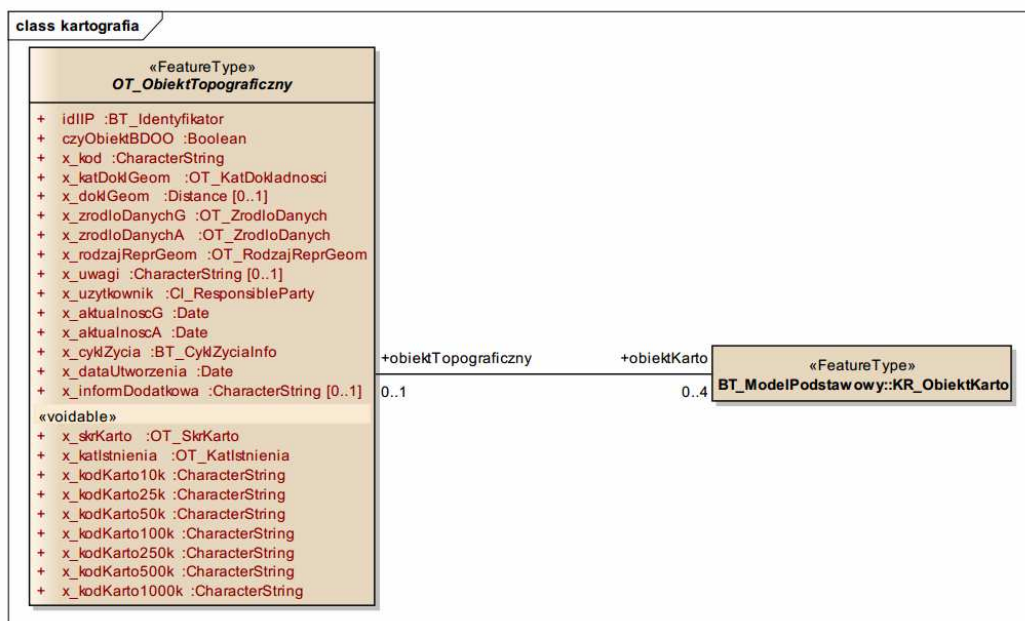 class kartografia
«FeatureType»
OT_ObiektTopograficzny
+ idIIP :BT_Identyfikator
+ czyObiektBDOO :Boolean
+ x_kod :CharacterString
+ x_katDoklGeom :OT_KatDokladnosci
+ x_doklGeom :Distance [0..1]
+ x_zrodloDanychG :OT_ZrodloDanych
+ x_zrodloDanychA :OT_ZrodloDanych
+ x_rodzajReprGeom :OT_RodzajReprGeom
+ x_uwagi :CharacterString [0..1]
+ x_uzytkownik :CI_ResponsibleParty
+ x_aktualnoscG :Date
+ x_aktualnoscA :Date
+ x_cyklZycia :BT_CyklZyciaInfo
+ x_dataUtworzenia :Date
+ x_informDodatkowa :CharacterString [0..1]
«voidable»
+ x_skrKarto :OT_SkrKarto
+ x_katIstnienia :OT_KatIstnienia
+ x_kodKarto10k :CharacterString
+ x_kodKarto25k :CharacterString
+ x_kodKarto50k :CharacterString
+ x_kodKarto100k :CharacterString
+ x_kodKarto250k :CharacterString
+ x_kodKarto500k :CharacterString
+ x_kodKarto1000k :CharacterString
+obiektTopograficzny
0..1
+obiektKarto
0..4
«FeatureType»
BT_ModelPodstawowy::KR_ObiektKarto